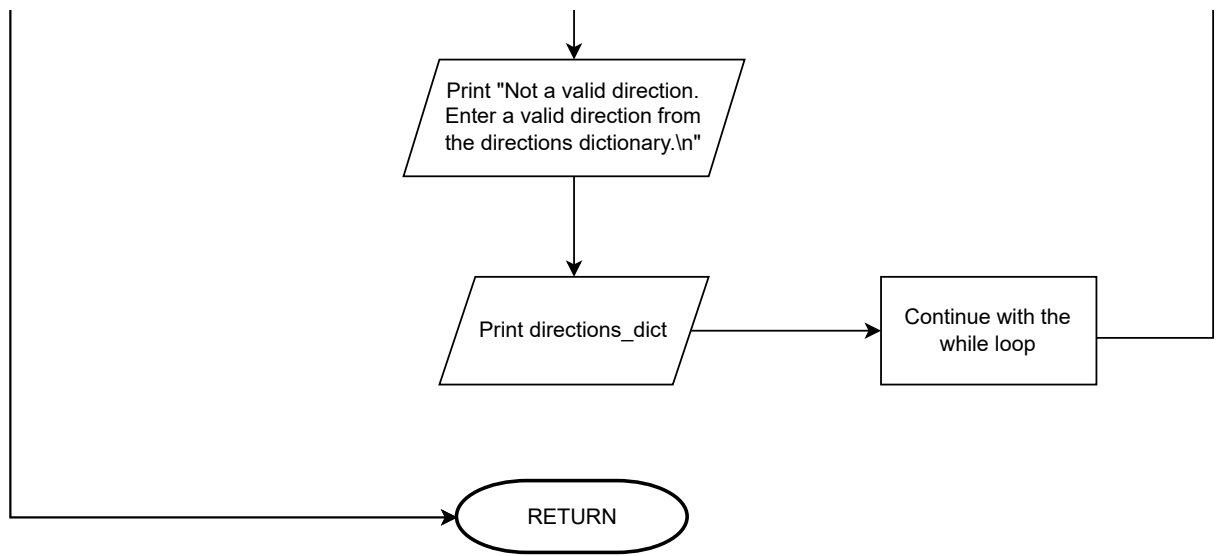 Print "Not a valid direction.
Enter a valid direction from
the directions dictionary.\n"
Print directions_dict
Continue with the
while loop
RETURN